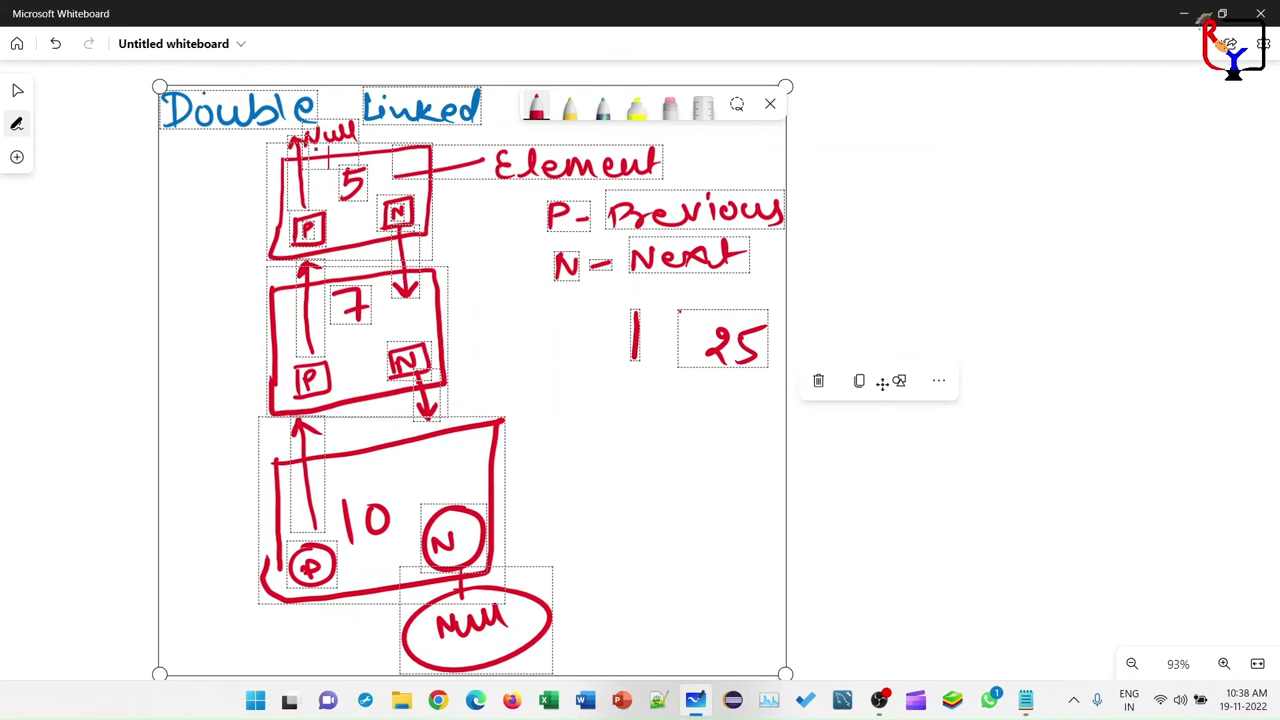 Microsoft Whiteboard
Untitled whiteboard
Double Linked
Null
5
Element
P
N
P- Previous
N - Next
7
P
N
| 25
10
P
N
Null
93%
R
Y
1
ENG
IN
10:38 AM
19-11-2022